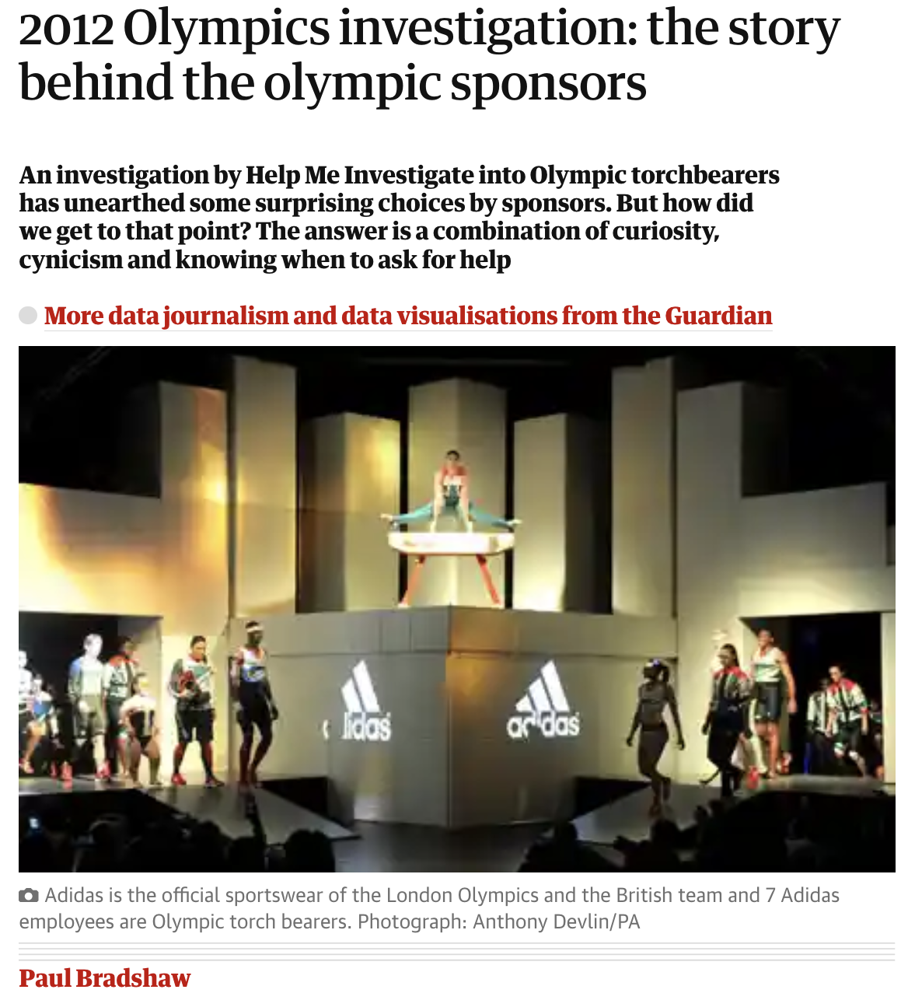 2012 Olympics investigation: the story
behind the olympic sponsors
An investigation by Help Me Investigate into Olympic torchbearers
has unearthed some surprising choices by sponsors. But how did
we get to that point? The answer is a combination of curiosity,
cynicism and knowing when to ask for help
More data journalism and data visualisations from the Guardian
adidas
Adidas is the official sportswear of the London Olympics and the British team and 7 Adidas
employees are Olympic torch bearers. Photograph: Anthony Devlin/PA
Paul Bradshaw